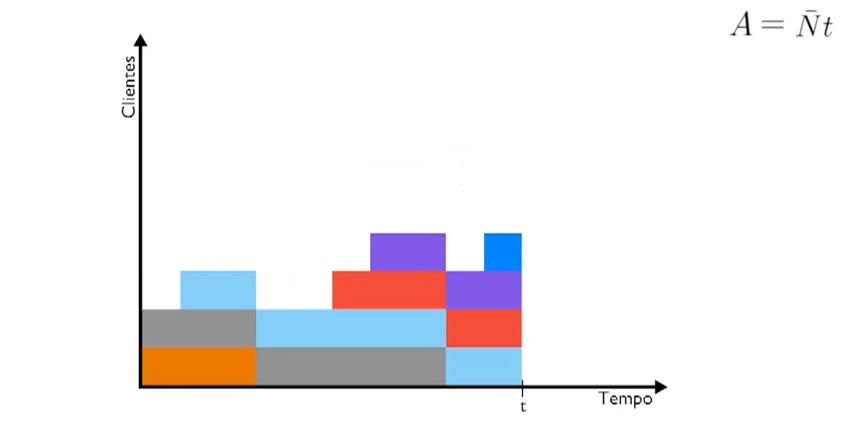 A = N̄t
Clientes
Tempo
t